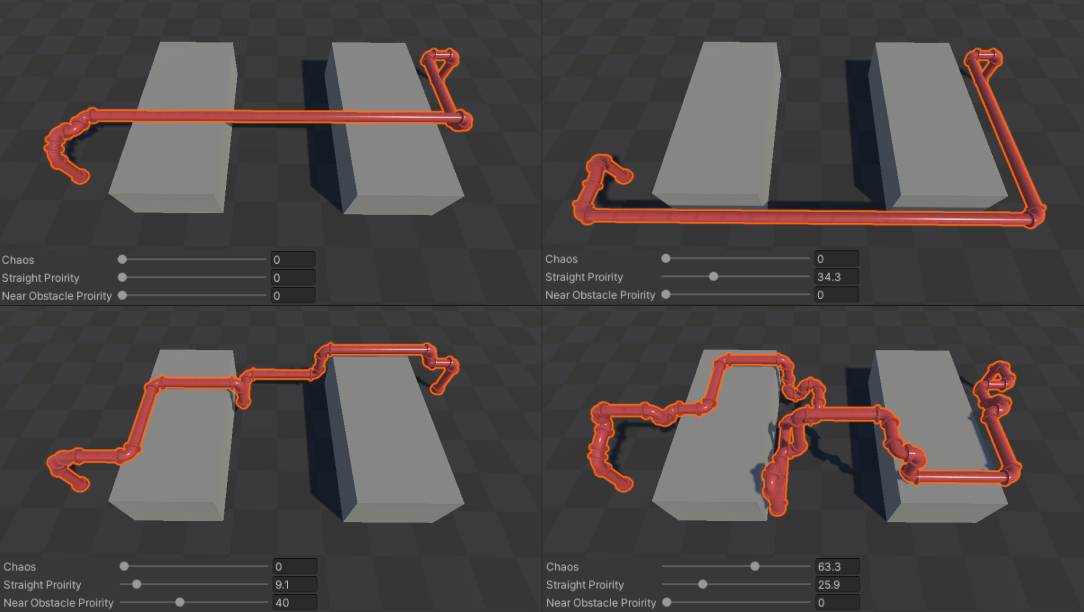 Chaos 0
Straight Proirity 0
Near Obstacle Proirity 0
Chaos 0
Straight Proirity 34.3
Near Obstacle Proirity 0
Chaos 0
Straight Proirity 9.1
Near Obstacle Proirity 40
Chaos 63.3
Straight Proirity 25.9
Near Obstacle Proirity 0